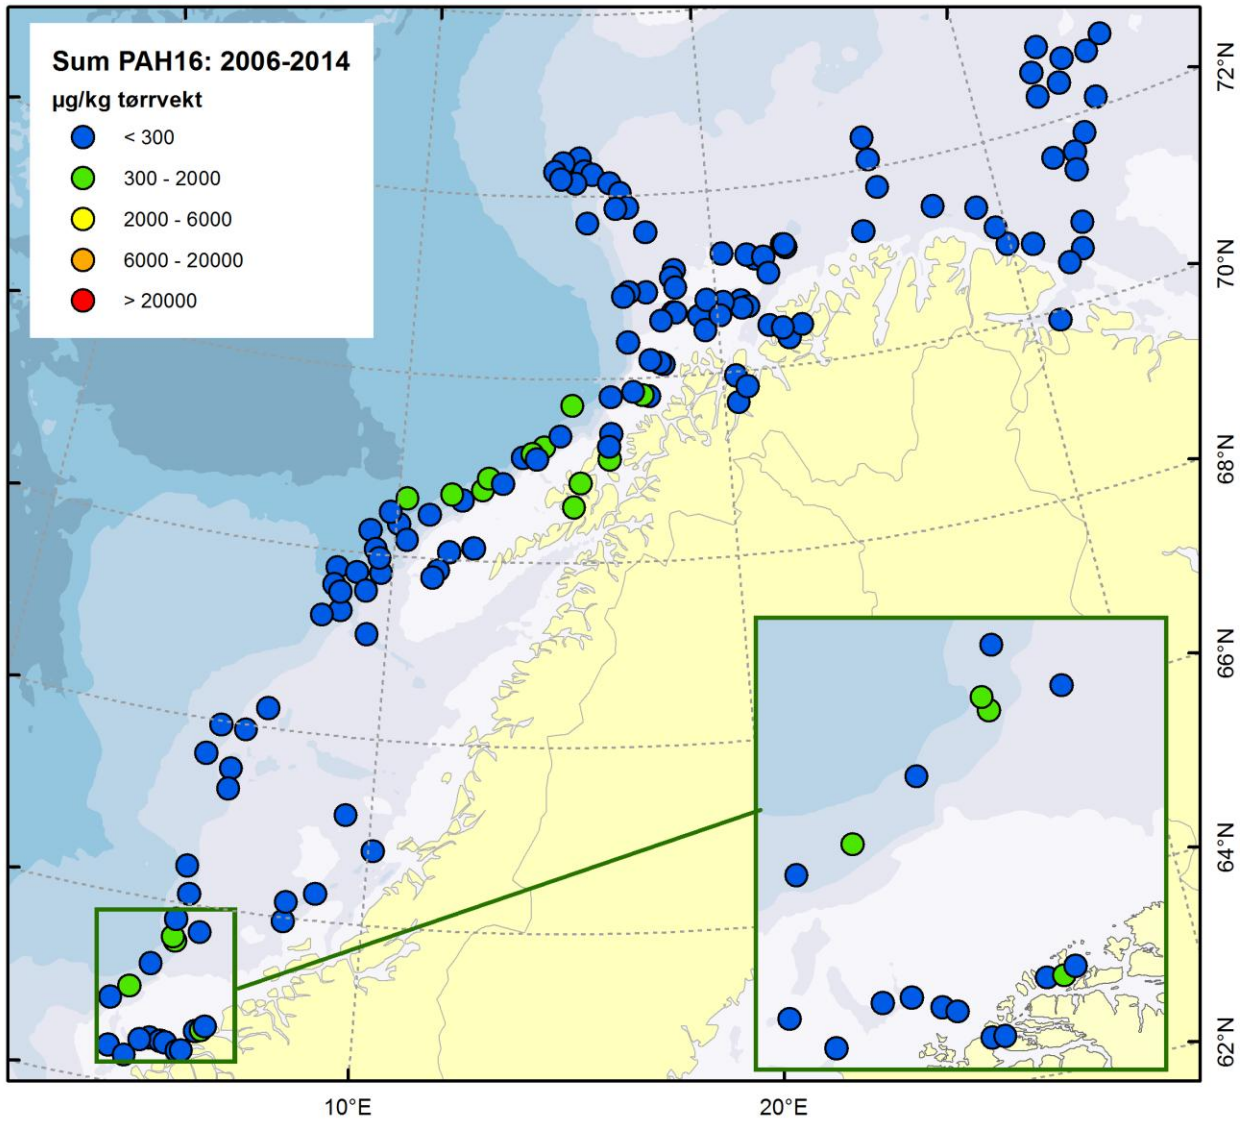 Sum PAH16: 2006-2014
µg/kg tørrvekt
< 300
300 - 2000
2000 - 6000
6000 - 20000
> 20000
72°N
70°N
68°N
66°N
64°N
62°N
10°E
20°E